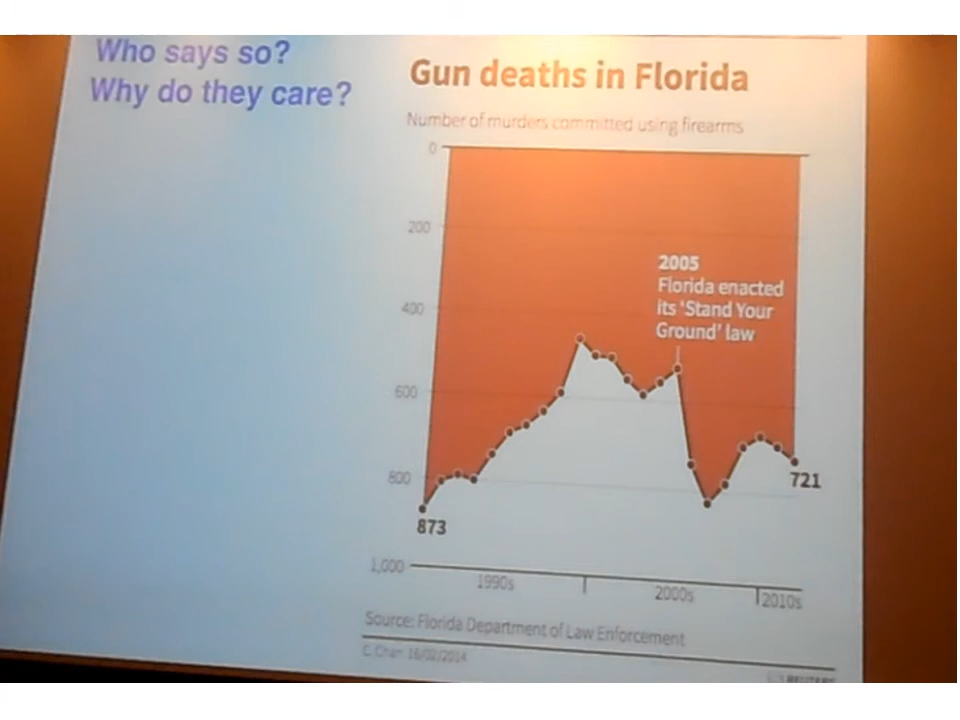 Who says so?
Why do they care?
Gun deaths in Florida
Number of murders committed using firearms
0
200
400
600
800
1,000
2005
Florida enacted
its ‘Stand Your
Ground’ law
873
721
1990s
2000s
2010s
Source: Florida Department of Law Enforcement
C. Chan 16/02/2014
REUTERS